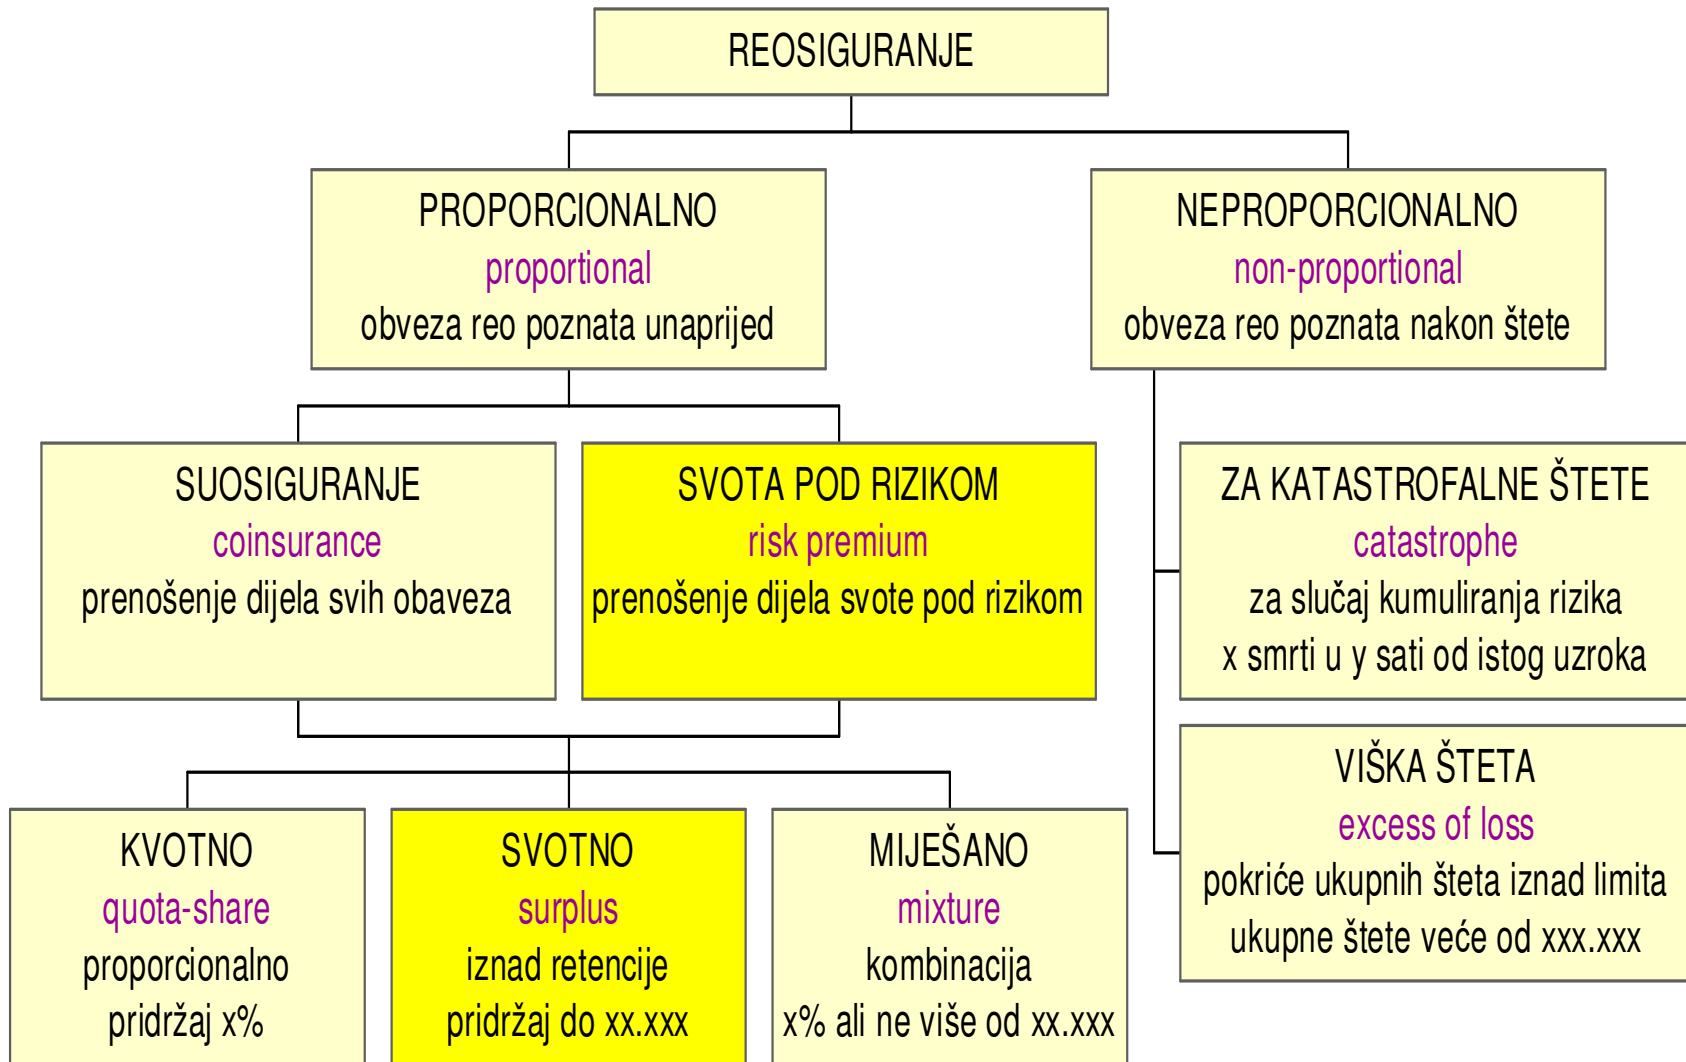 REOSIGURANJE
PROPORCIONALNO
proportional
obveza reo poznata unaprijed
NEPROPORCIONALNO
non-proportional
obveza reo poznata nakon štete
SUOSIGURANJE
coinsurance
prenošenje dijela svih obaveza
SVOTA POD RIZIKOM
risk premium
prenošenje dijela svote pod rizikom
ZA KATASTROFALNE ŠTETE
catastrophe
za slučaj kumuliranja rizika
x smrti u y sati od istog uzroka
VIŠKA ŠTETA
excess of loss
pokriće ukupnih šteta iznad limita
ukupne štete veće od xxx.xxx
KVOTNO
quota-share
proporcionalno
pridržaj x%
SVOTNO
surplus
iznad retencije
pridržaj do xx.xxx
MIJEŠANO
mixture
kombinacija
x% ali ne više od xx.xxx